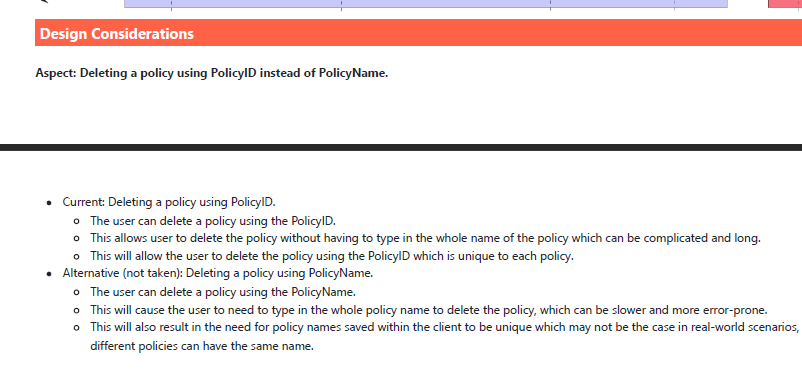 Design Considerations
Aspect: Deleting a policy using PolicyID instead of PolicyName.
Current: Deleting a policy using PolicyID.
The user can delete a policy using the PolicyID.
This allows user to delete the policy without having to type in the whole name of the policy which can be complicated and long.
This will allow the user to delete the policy using the PolicyID which is unique to each policy.
Alternative (not taken): Deleting a policy using PolicyName.
The user can delete a policy using the PolicyName.
This will cause the user to need to type in the whole policy name to delete the policy, which can be slower and more error-prone.
This will also result in the need for policy names saved within the client to be unique which may not be the case in real-world scenarios,
different policies can have the same name.